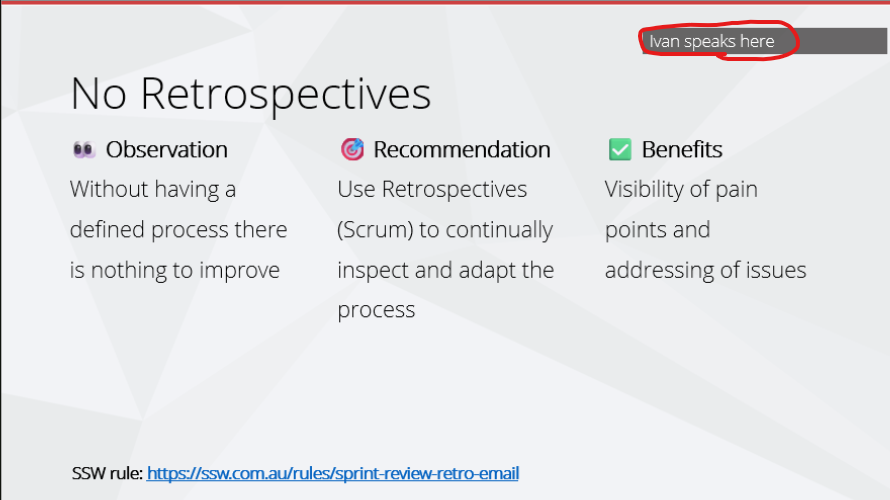 Ivan speaks here
No Retrospectives
👀 Observation
Without having a
defined process there
is nothing to improve
🎯 Recommendation
Use Retrospectives
(Scrum) to continually
inspect and adapt the
process
✅ Benefits
Visibility of pain
points and
addressing of issues
SSW rule: https://ssw.com.au/rules/sprint-review-retro-email